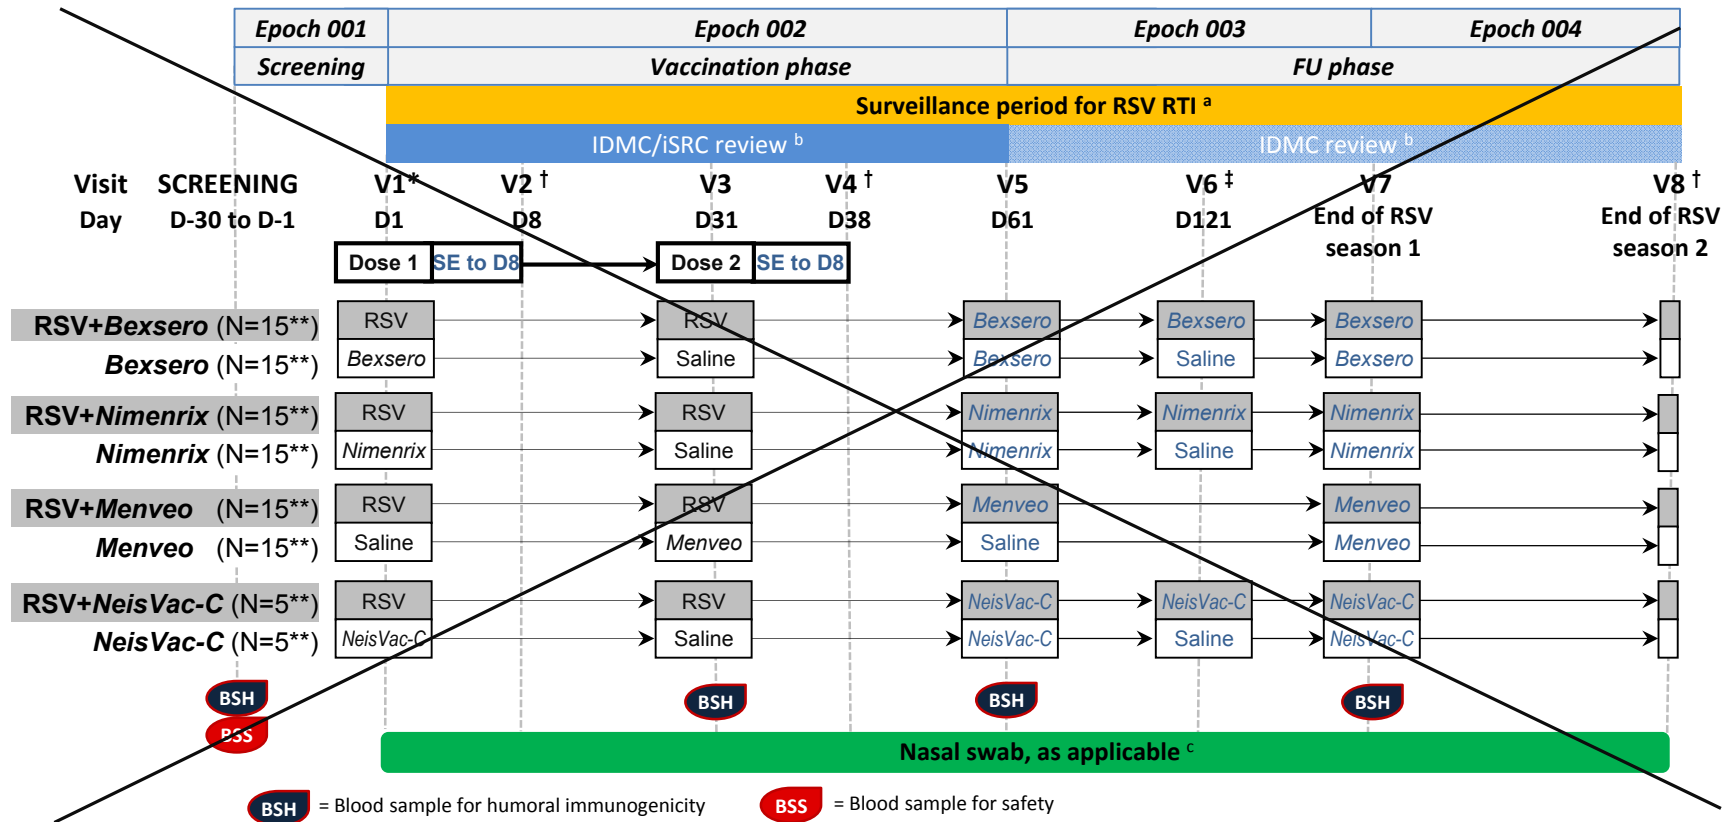 Epoch 001 Epoch 002 Epoch 003 Epoch 004
Screening Vaccination phase FU phase
Surveillance period for RSV RTI a
IDMC/iSRC review b IDMC review b
Visit SCREENING V1* V2 † V3 V4 † V5 V6 ‡ V7 V8 †
Day D-30 to D-1 D1 D8 D31 D38 D61 D121 End of RSV season 1 End of RSV season 2
Dose 1 SE to D8 Dose 2 SE to D8
RSV+Bexsero (N=15**) RSV RSV Bexsero Bexsero Bexsero
Bexsero (N=15**) Bexsero Saline Bexsero Saline Bexsero
RSV+Nimenrix (N=15**) RSV RSV Nimenrix Nimenrix Nimenrix
Nimenrix (N=15**) Nimenrix Saline Nimenrix Saline Nimenrix
RSV+Menveo (N=15**) RSV RSV Menveo Menveo
Menveo (N=15**) Saline Menveo Saline Menveo
RSV+NeisVac-C (N=5**) RSV RSV NeisVac-C NeisVac-C NeisVac-C
NeisVac-C (N=5**) NeisVac-C Saline NeisVac-C Saline NeisVac-C
BSH BSH BSH BSH
BSS
Nasal swab, as applicable c
BSH = Blood sample for humoral immunogenicity BSS = Blood sample for safety